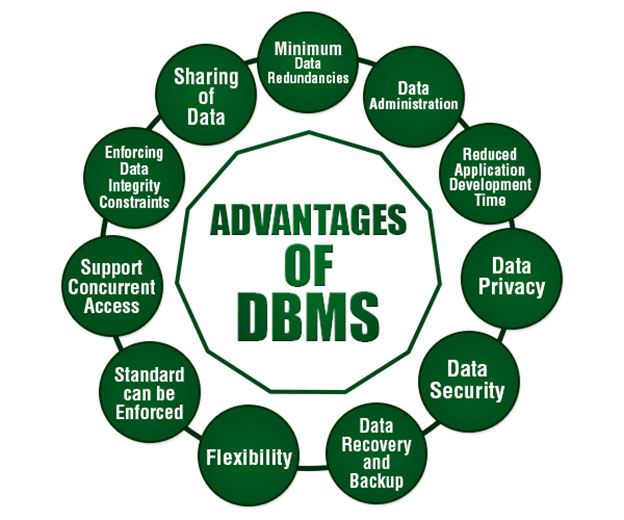 ADVANTAGES
OF
DBMS
Minimum
Data
Redundancies
Data
Administration
Reduced
Application
Development
Time
Data
Privacy
Data
Security
Data
Recovery
and
Backup
Flexibility
Standard
can be
Enforced
Support
Concurrent
Access
Enforcing
Data
Integrity
Constraints
Sharing
of
Data